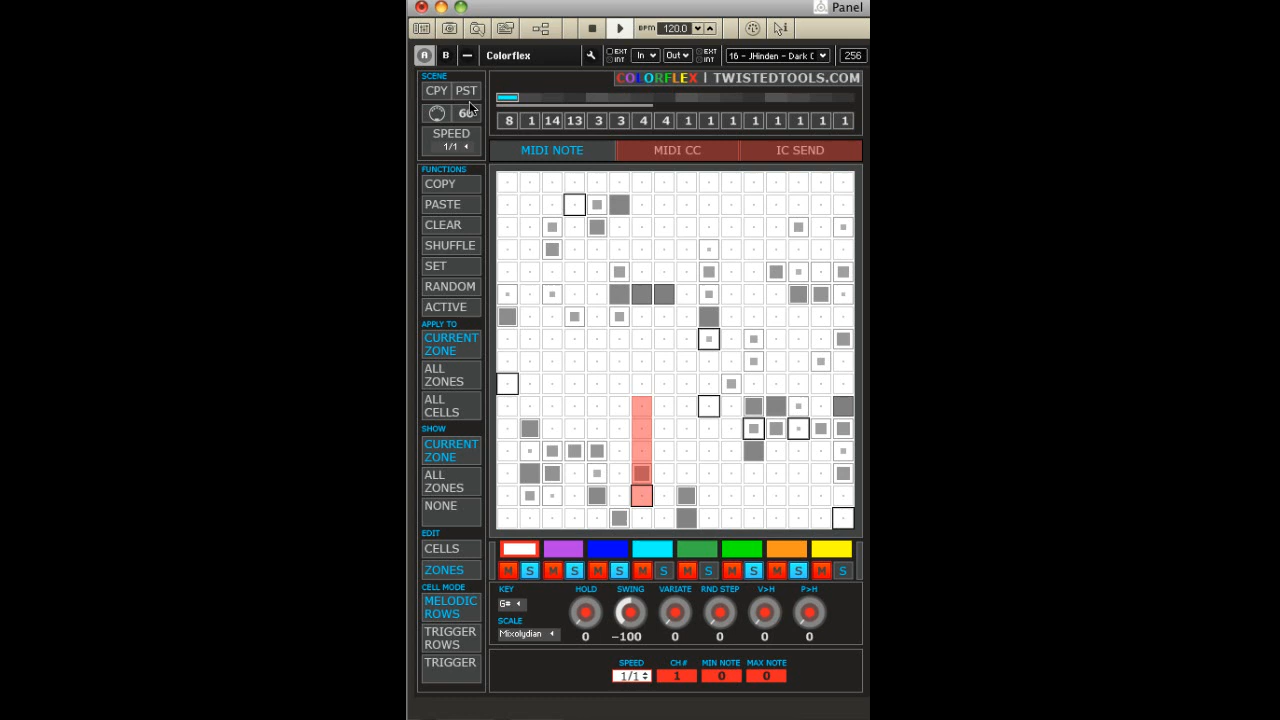 Panel
BPM 120.0
A B Colorflex EXT INT In Out EXT INT 16 - JHinden - Dark 256
SCENE
COLORFLEX | TWISTEDTOOLS.COM
CPY PST
8 1 14 13 3 3 4 4 1 1 1 1 1 1 1 1
SPEED
1/1
MIDI NOTE MIDI CC IC SEND
FUNCTIONS
COPY
PASTE
CLEAR
SHUFFLE
SET
RANDOM
ACTIVE
APPLY TO
CURRENT
ZONE
ALL
ZONES
ALL
CELLS
SHOW
CURRENT
ZONE
ALL
ZONES
NONE
EDIT
CELLS
ZONES
CELL MODE
MELODIC
ROWS
TRIGGER
ROWS
TRIGGER
M S M S M S M S M S M S M S M S
KEY HOLD SWING VARIATE RND STEP V>H P>H
G#
SCALE
Mixolydian
0 -100 0 0 0 0
SPEED CH# MIN NOTE MAX NOTE
1/1 1 0 0